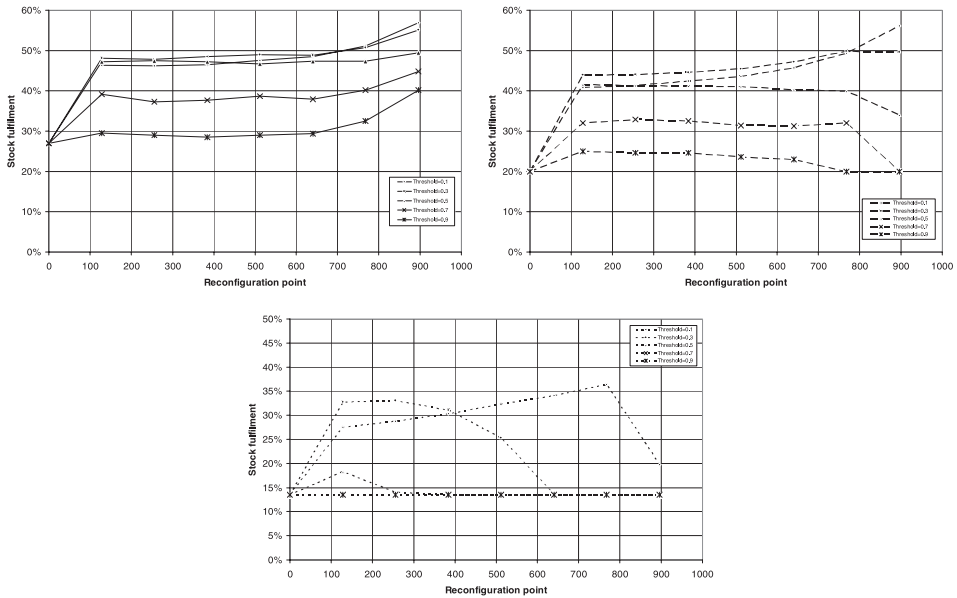 60%
50%
40%
30%
20%
10%
0%
Stock fulfilment
0 100 200 300 400 500 600 700 800 900 1000
Reconfiguration point
Threshold=0,1
Threshold=0,3
Threshold=0,5
Threshold=0,7
Threshold=0,9
60%
50%
40%
30%
20%
10%
0%
Stock fulfilment
0 100 200 300 400 500 600 700 800 900 1000
Reconfiguration point
Threshold=0,1
Threshold=0,3
Threshold=0,5
Threshold=0,7
Threshold=0,9
50%
45%
40%
35%
30%
25%
20%
15%
10%
5%
0%
Stock fulfilment
0 100 200 300 400 500 600 700 800 900 1000
Reconfiguration point
Threshold=0,1
Threshold=0,3
Threshold=0,5
Threshold=0,7
Threshold=0,9